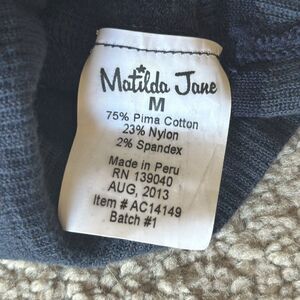 Matilda Jane
M
75% Pima Cotton
23% Nylon
2% Spandex
Made in Peru
RN 139040
AUG, 2013
Item # AC14149
Batch #1